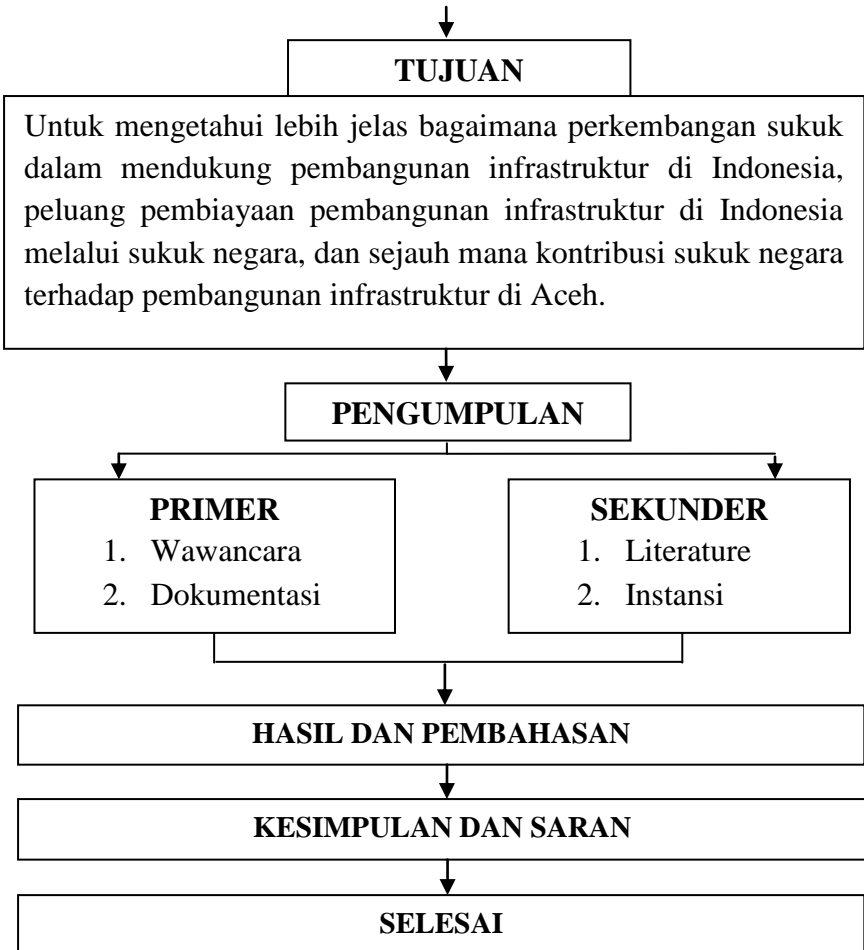 TUJUAN
Untuk mengetahui lebih jelas bagaimana perkembangan sukuk
dalam mendukung pembangunan infrastruktur di Indonesia,
peluang pembiayaan pembangunan infrastruktur di Indonesia
melalui sukuk negara, dan sejauh mana kontribusi sukuk negara
terhadap pembangunan infrastruktur di Aceh.
PENGUMPULAN
PRIMER
1. Wawancara
2. Dokumentasi
SEKUNDER
1. Literature
2. Instansi
HASIL DAN PEMBAHASAN
KESIMPULAN DAN SARAN
SELESAI